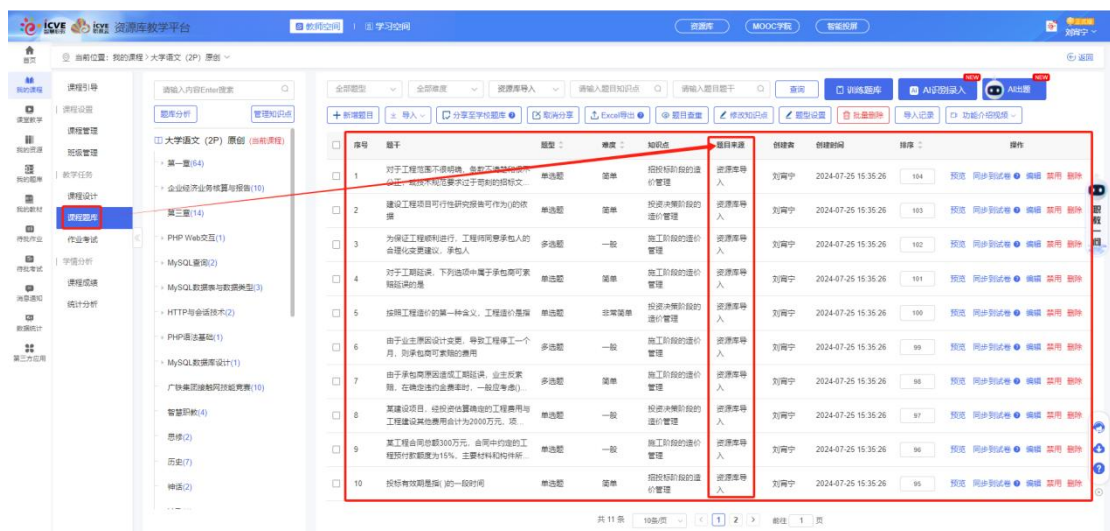 智慧职教 icve 资源库教学平台
教师空间 学习空间
资源库 MOOC学院 智能投屏
刘宵宁
首页
当前位置：我的课程>大学语文（2P）原创
返回
我的课程
课堂教学
我的资源
我的题库
我的教材
待批作业
待批考试
消息通知
数据统计
第三方应用
课程引导
课程设置
课程管理
班级管理
教学任务
课程设计
课程题库
作业考试
学情分析
课程成绩
统计分析
请输入内容Enter搜索
题库分析 管理知识点
大学语文（2P）原创 (当前课程)
第一章(64)
企业经济业务核算与报告(10)
第三章(14)
PHP Web交互(1)
MySQL查询(2)
MySQL数据表与数据类型(3)
HTTP与会话技术(2)
PHP语法基础(1)
MySQL数据库设计(1)
广铁集团接触网技能竞赛(10)
智慧职教(4)
思修(2)
历史(7)
神话(2)
全部题型 全部难度 资源库导入 请输入题目知识点 请输入题目题干 查询 训练题库 AI识别录入 NEW AI出题 NEW
+新增题目 导入 分享至学校题库 取消分享 Excel导出 题目查重 修改知识点 题型设置 批量删除 导入记录 功能介绍视频
序号 题干 题型 难度 知识点 题目来源 创建者 创建时间 排序 操作
1 对于工程范围不很明确，条款不清楚和很不公正，或技术规范要求过于苛刻的招标文... 单选题 简单 招投标阶段的造价管理 资源库导入 刘宵宁 2024-07-25 15:35:26 104 预览 同步到试卷 编辑 禁用 删除
2 建设工程项目可行性研究报告可作为()的依据 单选题 简单 投资决策阶段的造价管理 资源库导入 刘宵宁 2024-07-25 15:35:26 103 预览 同步到试卷 编辑 禁用 删除
3 为保证工程顺利进行，工程师同意承包人的合理化变更建议，承包人 多选题 一般 施工阶段的造价管理 资源库导入 刘宵宁 2024-07-25 15:35:26 102 预览 同步到试卷 编辑 禁用 删除
4 对于工期延误，下列选项中属于承包商可索赔延误的是 单选题 简单 施工阶段的造价管理 资源库导入 刘宵宁 2024-07-25 15:35:26 101 预览 同步到试卷 编辑 禁用 删除
5 按照工程造价的第一种含义，工程造价是指 单选题 非常简单 投资决策阶段的造价管理 资源库导入 刘宵宁 2024-07-25 15:35:26 100 预览 同步到试卷 编辑 禁用 删除
6 由于业主原因设计变更，导致工程停工一个月，则承包商可索赔的费用 多选题 一般 施工阶段的造价管理 资源库导入 刘宵宁 2024-07-25 15:35:26 99 预览 同步到试卷 编辑 禁用 删除
7 由于承包商原因造成工期延误，业主反索赔，在确定违约金费率时，一般应考虑()... 多选题 简单 施工阶段的造价管理 资源库导入 刘宵宁 2024-07-25 15:35:26 98 预览 同步到试卷 编辑 禁用 删除
8 某建设项目，经投资估算确定的工程费用与工程建设其他费用合计为2000万元，项... 单选题 一般 投资决策阶段的造价管理 资源库导入 刘宵宁 2024-07-25 15:35:26 97 预览 同步到试卷 编辑 禁用 删除
9 某工程合同总额300万元，合同中约定的工程预付款额度为15%，主要材料和构件所... 单选题 一般 施工阶段的造价管理 资源库导入 刘宵宁 2024-07-25 15:35:26 96 预览 同步到试卷 编辑 禁用 删除
10 投标有效期是指()的一段时间 单选题 简单 招投标阶段的造价管理 资源库导入 刘宵宁 2024-07-25 15:35:26 95 预览 同步到试卷 编辑 禁用 删除
共 11 条 10条/页 1 2 前往 1 页
职教一问